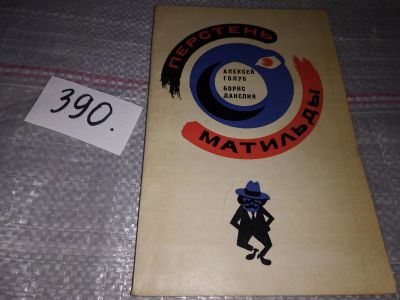 390.
ПЕРСТЕНЬ
АЛЕКСЕЙ
ГОЛУБ
БОРИС
ДАНЕЛИЯ
МАТИЛЬДЫ